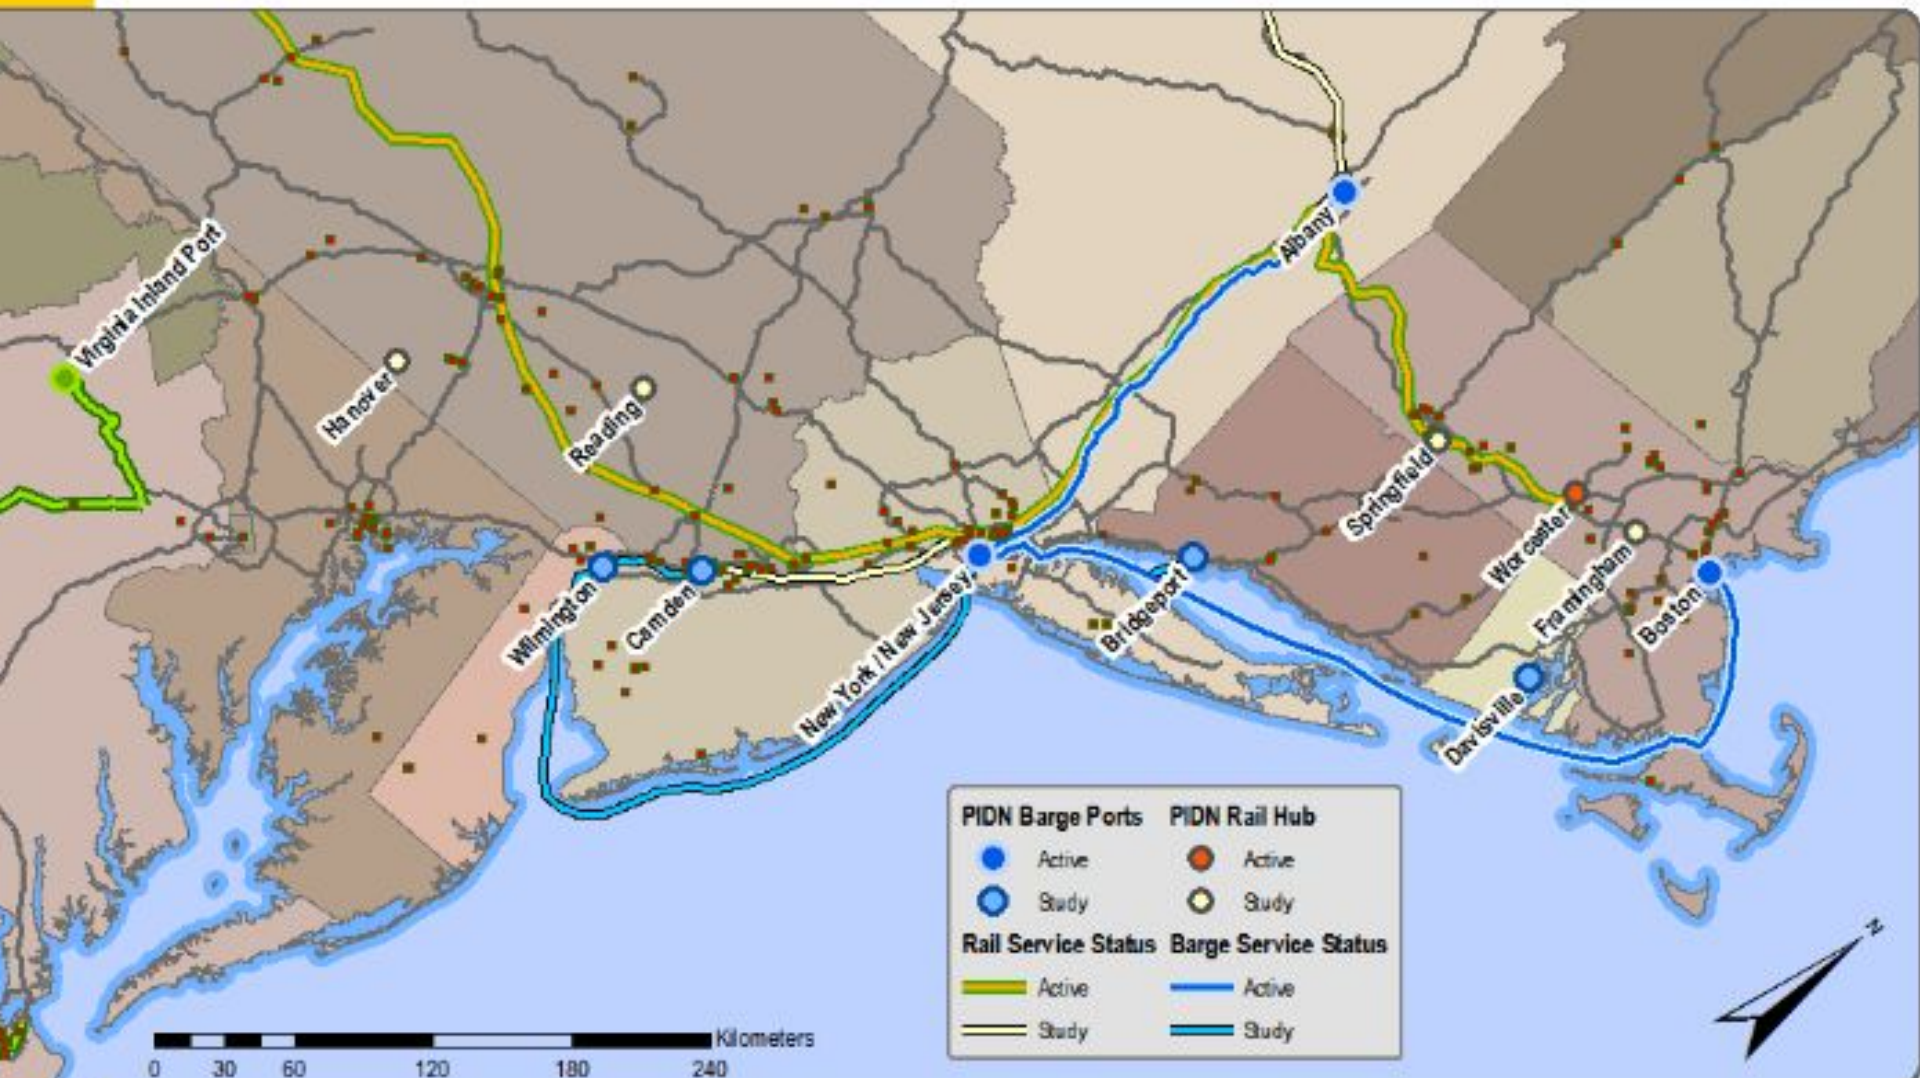 Albany
Virginia Inland Port
Hanover
Reading
Springfield
Worcester
Framingham
Boston
Wilmington
Camden
New York / New Jersey
Bridgeport
Davisville
PIDN Barge Ports PIDN Rail Hub
Active Active
Study Study
Rail Service Status Barge Service Status
Active Active
Study Study
N
Kilometers
0 30 60 120 180 240